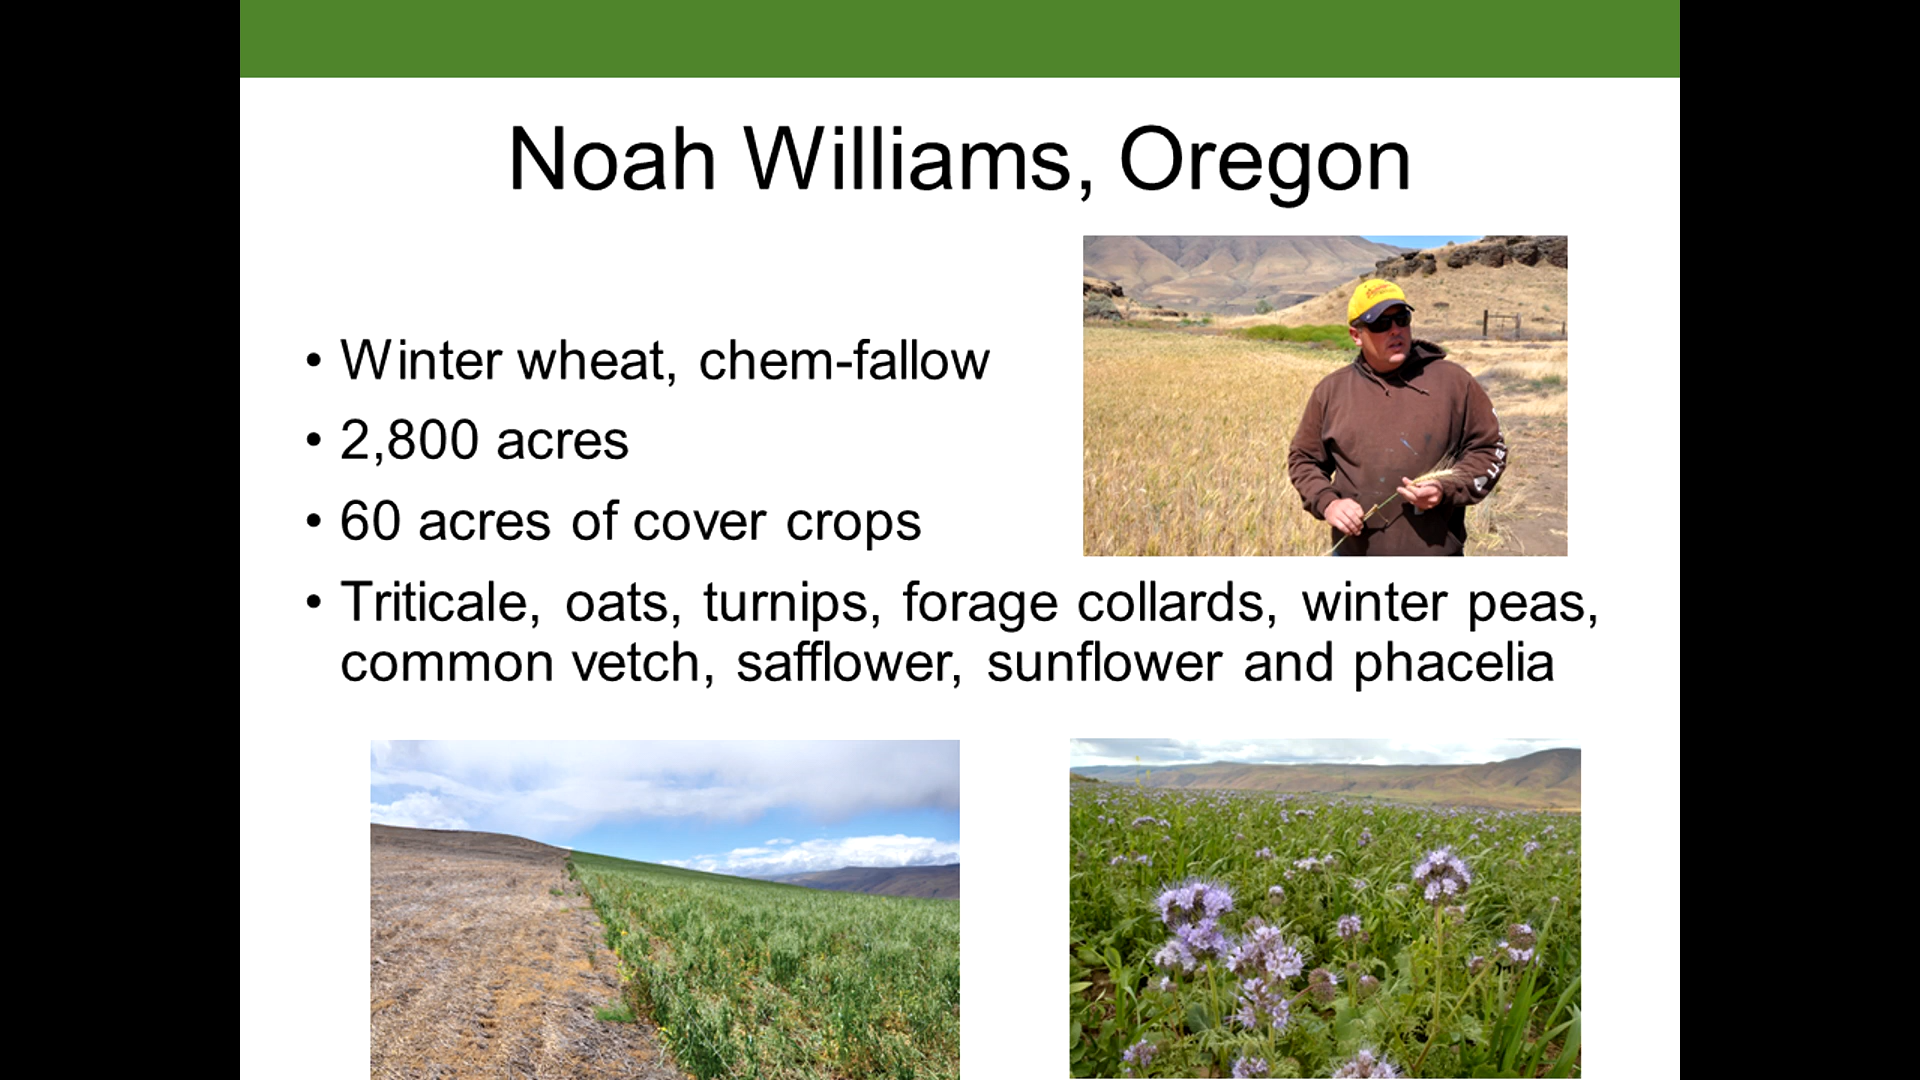 Noah Williams, Oregon
• Winter wheat, chem-fallow
• 2,800 acres
• 60 acres of cover crops
• Triticale, oats, turnips, forage collards, winter peas,
common vetch, safflower, sunflower and phacelia